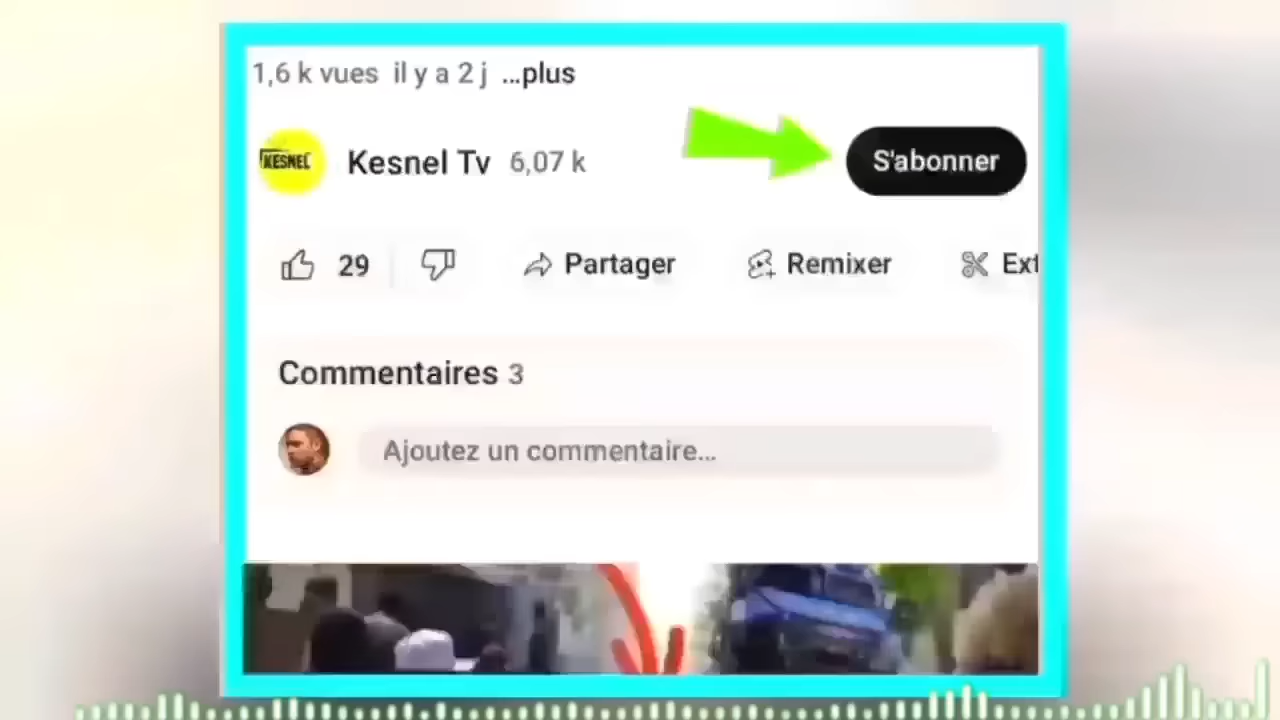 1,6 k vues il y a 2 j ...plus
KESNEL
Kesnel Tv 6,07 k
S'abonner
29
Partager
Remixer
Ext
Commentaires 3
Ajoutez un commentaire...